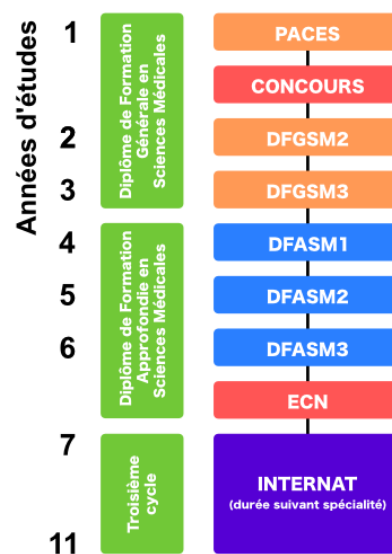 Années d'études
1
2
3
4
5
6
7
11
Diplôme de Formation
Générale en
Sciences Médicales
Diplôme de Formation
Approfondie en
Sciences Médicales
Troisième
cycle
PACES
CONCOURS
DFGSM2
DFGSM3
DFASM1
DFASM2
DFASM3
ECN
INTERNAT
(durée suivant spécialité)